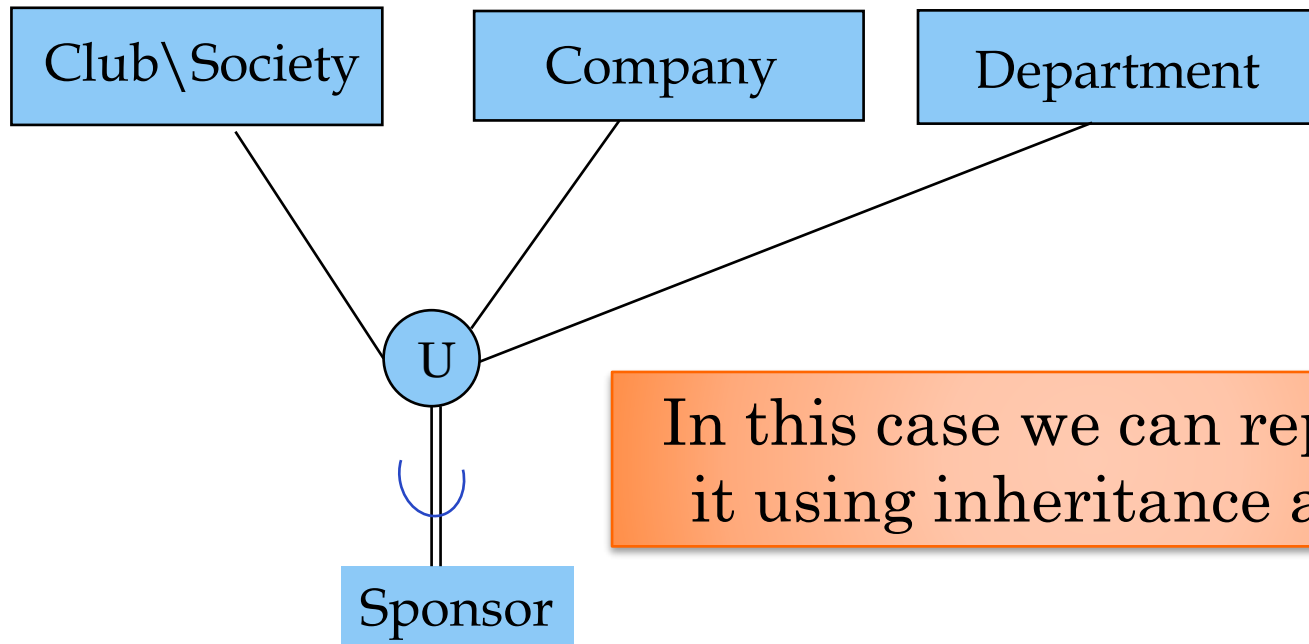 Club\Society
Company
Department
U
In this case we can rep
it using inheritance a
Sponsor